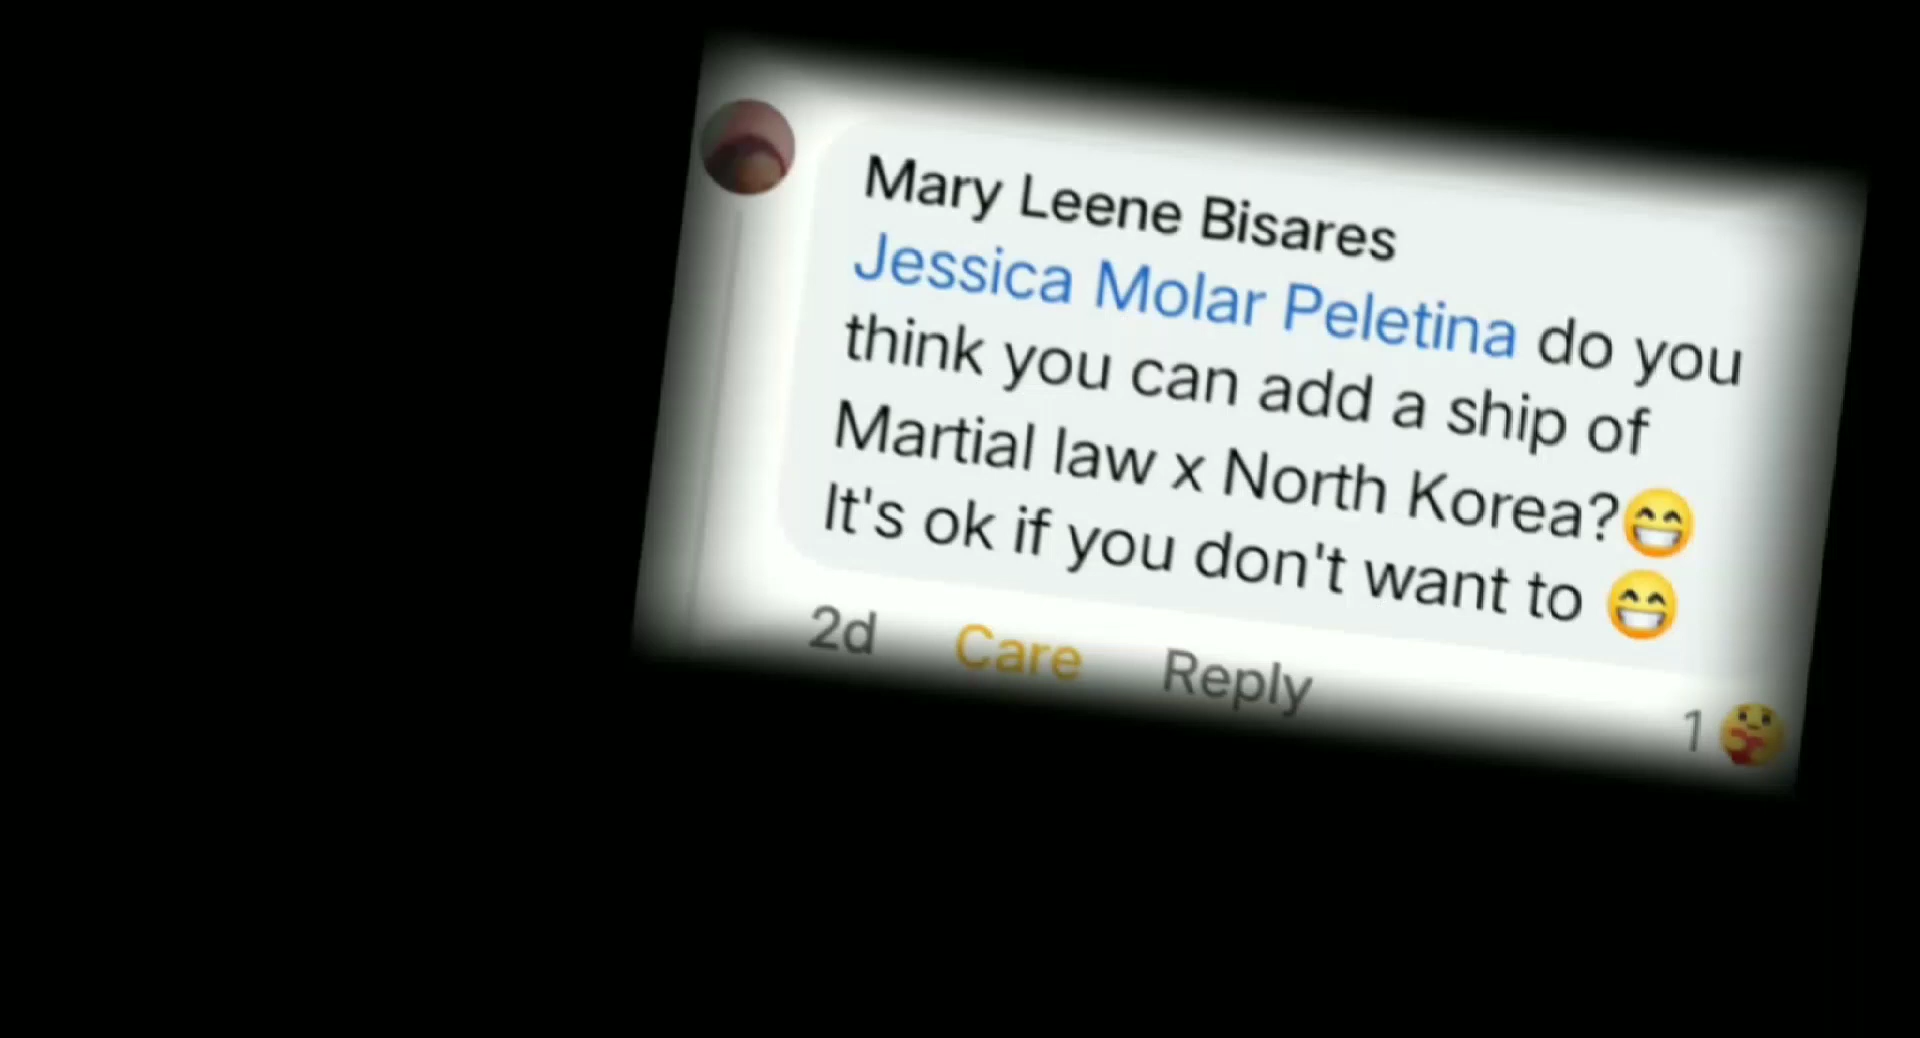 Mary Leene Bisares
Jessica Molar Peletina do you
think you can add a ship of
Martial law x North Korea?😁
It's ok if you don't want to 😁
2d Care Reply
1